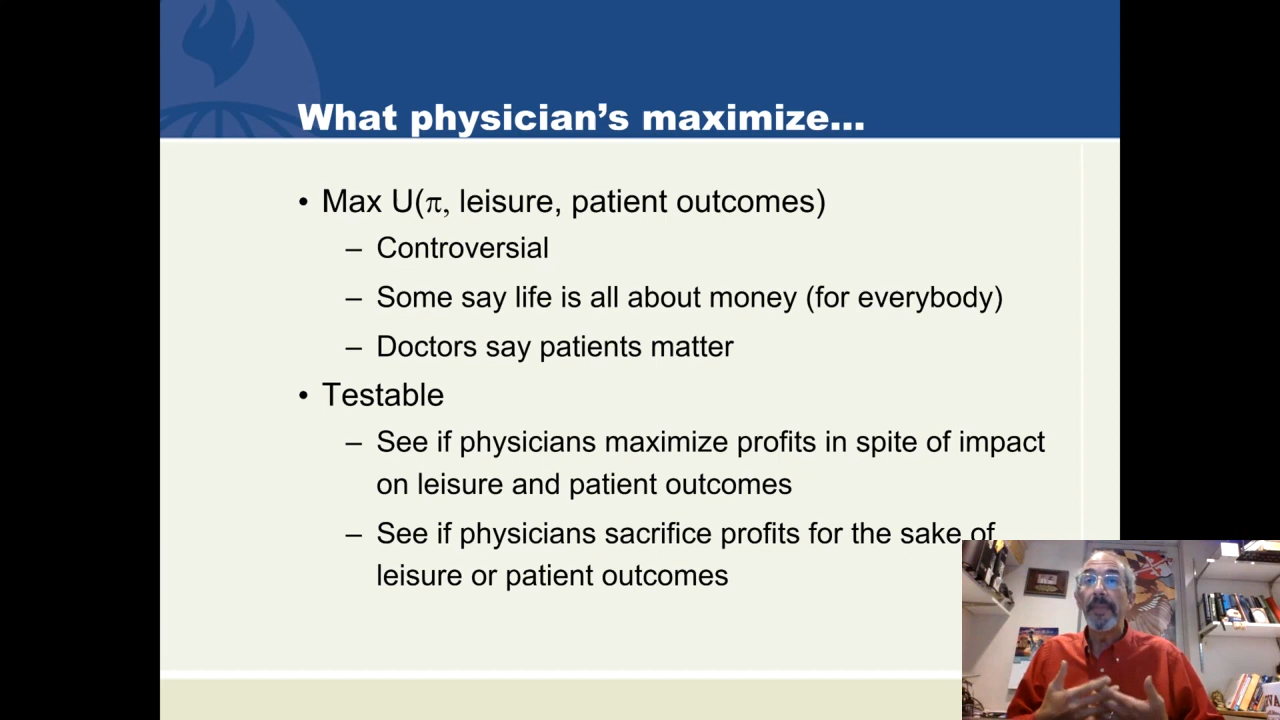 What physician's maximize...
• Max U(π, leisure, patient outcomes)
– Controversial
– Some say life is all about money (for everybody)
– Doctors say patients matter
• Testable
– See if physicians maximize profits in spite of impact
on leisure and patient outcomes
– See if physicians sacrifice profits for the sake of
leisure or patient outcomes